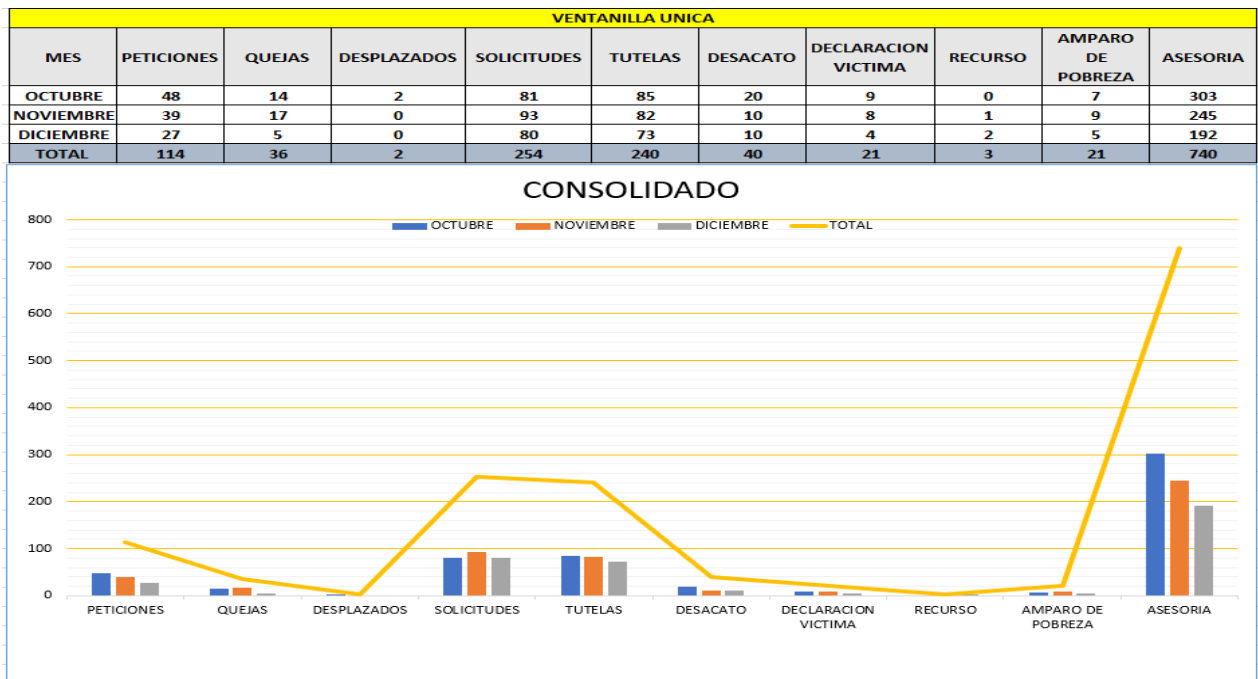 VENTANILLA UNICA
MES PETICIONES QUEJAS DESPLAZADOS SOLICITUDES TUTELAS DESACATO DECLARACION VICTIMA RECURSO AMPARO DE POBREZA ASESORIA
OCTUBRE 48 14 2 81 85 20 9 0 7 303
NOVIEMBRE 39 17 0 93 82 10 8 1 9 245
DICIEMBRE 27 5 0 80 73 10 4 2 5 192
TOTAL 114 36 2 254 240 40 21 3 21 740
CONSOLIDADO
OCTUBRE NOVIEMBRE DICIEMBRE TOTAL
800
700
600
500
400
300
200
100
0
PETICIONES QUEJAS DESPLAZADOS SOLICITUDES TUTELAS DESACATO DECLARACION VICTIMA RECURSO AMPARO DE POBREZA ASESORIA